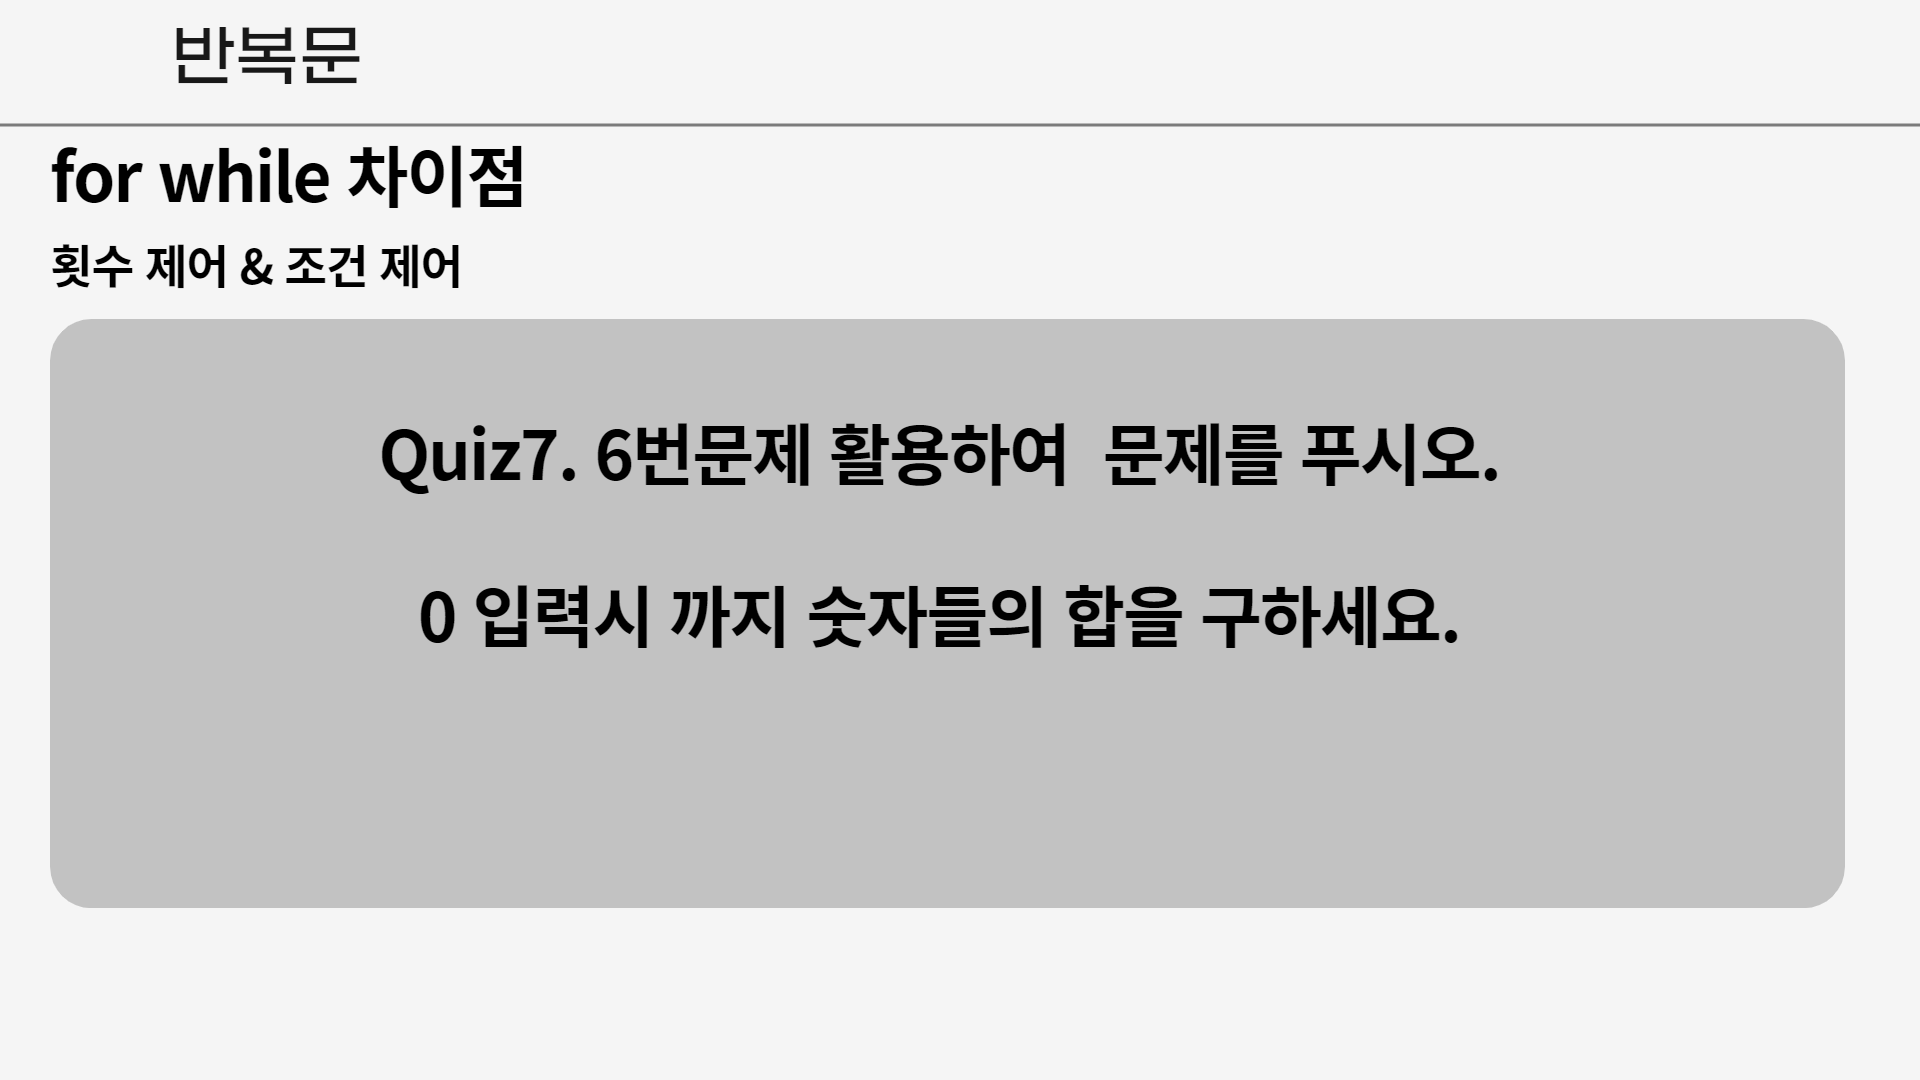 반복문
for while 차이점
횟수 제어 & 조건 제어
Quiz7. 6번문제 활용하여  문제를 푸시오.
0 입력시 까지 숫자들의 합을 구하세요.